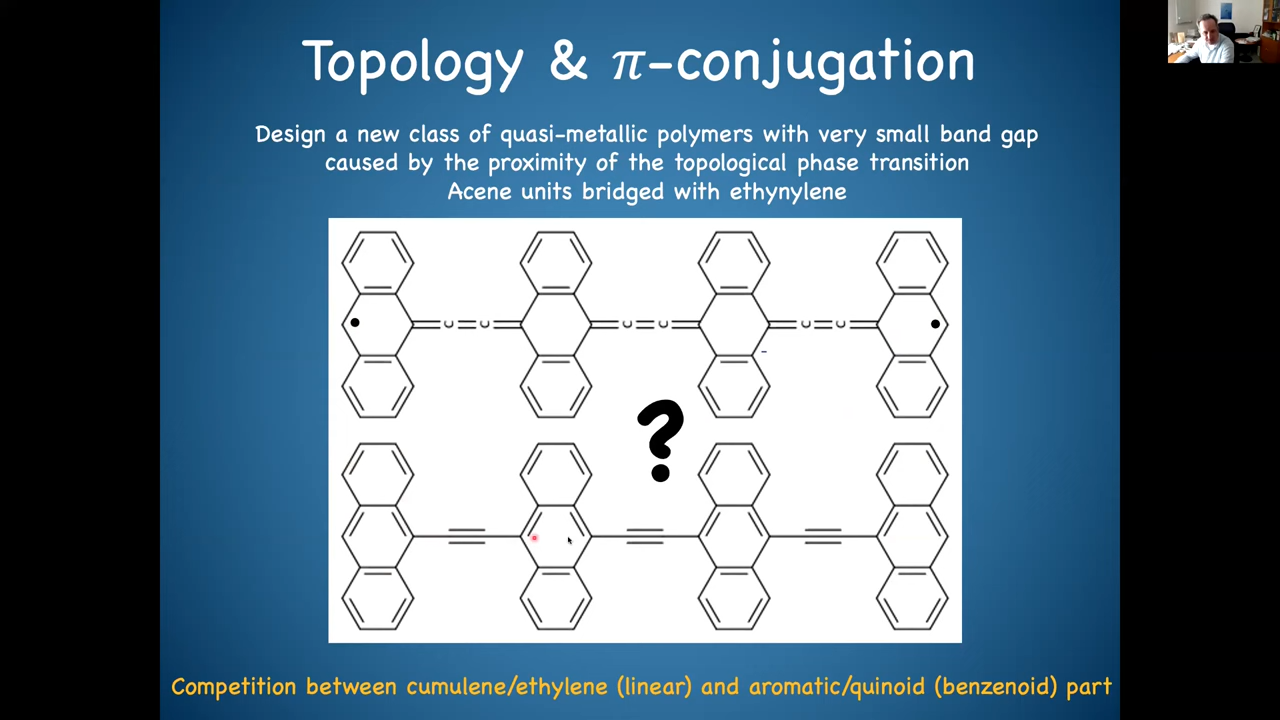 Topology & π-conjugation
Design a new class of quasi-metallic polymers with very small band gap
caused by the proximity of the topological phase transition
Acene units bridged with ethynylene
C C C C C C
?
Competition between cumulene/ethylene (linear) and aromatic/quinoid (benzenoid) part